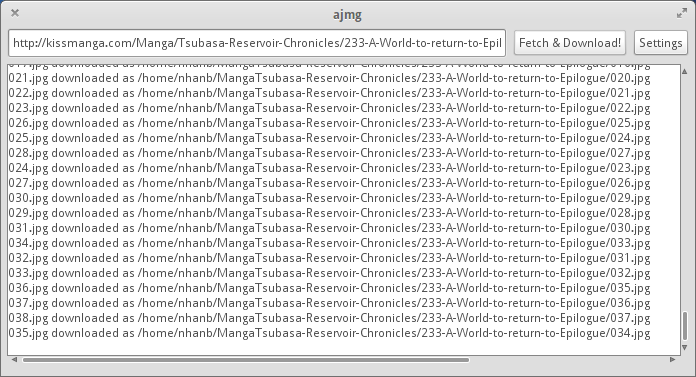 ajmg
http://kissmanga.com/Manga/Tsubasa-Reservoir-Chronicles/233-A-World-to-return-to-Epil
Fetch & Download!
Settings
021.jpg downloaded as /home/nhanb/MangaTsubasa-Reservoir-Chronicles/233-A-World-to-return-to-Epilogue/020.jpg
022.jpg downloaded as /home/nhanb/MangaTsubasa-Reservoir-Chronicles/233-A-World-to-return-to-Epilogue/021.jpg
023.jpg downloaded as /home/nhanb/MangaTsubasa-Reservoir-Chronicles/233-A-World-to-return-to-Epilogue/022.jpg
026.jpg downloaded as /home/nhanb/MangaTsubasa-Reservoir-Chronicles/233-A-World-to-return-to-Epilogue/025.jpg
025.jpg downloaded as /home/nhanb/MangaTsubasa-Reservoir-Chronicles/233-A-World-to-return-to-Epilogue/024.jpg
028.jpg downloaded as /home/nhanb/MangaTsubasa-Reservoir-Chronicles/233-A-World-to-return-to-Epilogue/027.jpg
024.jpg downloaded as /home/nhanb/MangaTsubasa-Reservoir-Chronicles/233-A-World-to-return-to-Epilogue/023.jpg
027.jpg downloaded as /home/nhanb/MangaTsubasa-Reservoir-Chronicles/233-A-World-to-return-to-Epilogue/026.jpg
030.jpg downloaded as /home/nhanb/MangaTsubasa-Reservoir-Chronicles/233-A-World-to-return-to-Epilogue/029.jpg
029.jpg downloaded as /home/nhanb/MangaTsubasa-Reservoir-Chronicles/233-A-World-to-return-to-Epilogue/028.jpg
031.jpg downloaded as /home/nhanb/MangaTsubasa-Reservoir-Chronicles/233-A-World-to-return-to-Epilogue/030.jpg
034.jpg downloaded as /home/nhanb/MangaTsubasa-Reservoir-Chronicles/233-A-World-to-return-to-Epilogue/033.jpg
032.jpg downloaded as /home/nhanb/MangaTsubasa-Reservoir-Chronicles/233-A-World-to-return-to-Epilogue/031.jpg
033.jpg downloaded as /home/nhanb/MangaTsubasa-Reservoir-Chronicles/233-A-World-to-return-to-Epilogue/032.jpg
036.jpg downloaded as /home/nhanb/MangaTsubasa-Reservoir-Chronicles/233-A-World-to-return-to-Epilogue/035.jpg
037.jpg downloaded as /home/nhanb/MangaTsubasa-Reservoir-Chronicles/233-A-World-to-return-to-Epilogue/036.jpg
038.jpg downloaded as /home/nhanb/MangaTsubasa-Reservoir-Chronicles/233-A-World-to-return-to-Epilogue/037.jpg
035.jpg downloaded as /home/nhanb/MangaTsubasa-Reservoir-Chronicles/233-A-World-to-return-to-Epilogue/034.jpg